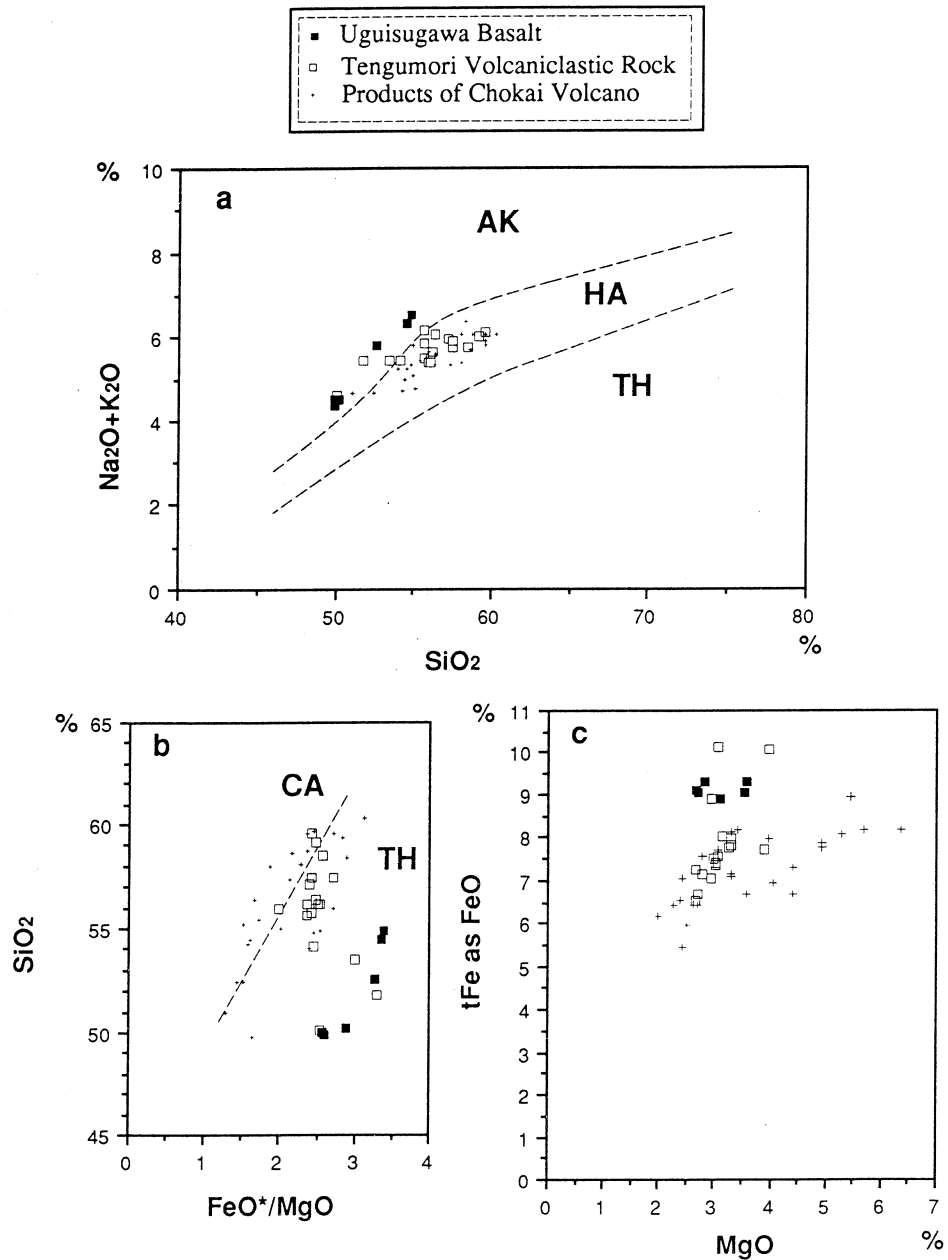 Uguisugawa Basalt
Tengumori Volcaniclastic Rock
Products of Chokai Volcano
% 10
a
AK
8
HA
6
TH
4
2
0
Na2O+K2O
40 50 60 70 80
SiO2 %
% 65
b
CA
60
TH
55
50
45
SiO2
0 1 2 3 4
FeO*/MgO
% 11
c
10
9
8
7
6
5
4
3
2
1
0
tFe as FeO
0 1 2 3 4 5 6 7
MgO %